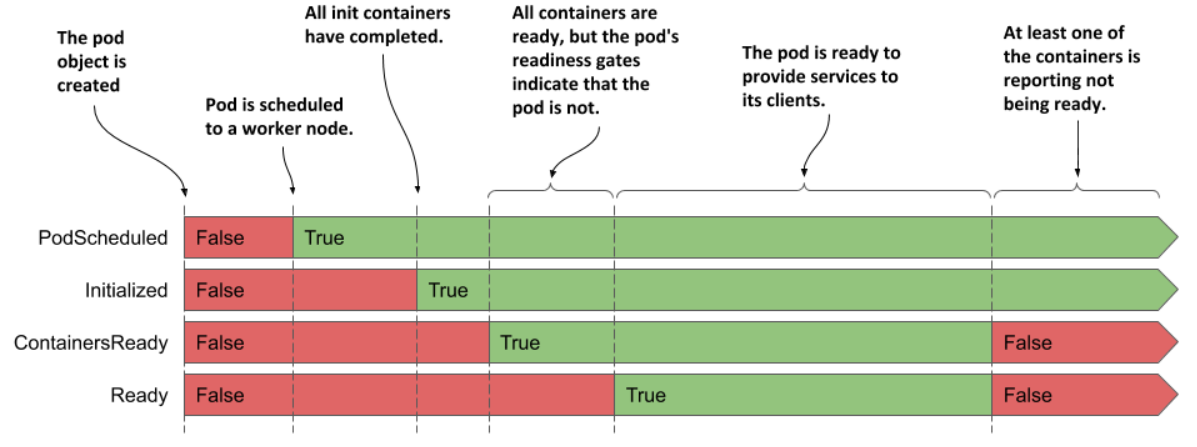 The pod
object is
created
Pod is scheduled
to a worker node.
All init containers
have completed.
All containers are
ready, but the pod's
readiness gates
indicate that the
pod is not.
The pod is ready to
provide services to
its clients.
At least one of
the containers is
reporting not
being ready.
PodScheduled
False
True
Initialized
False
True
ContainersReady
False
True
False
Ready
False
True
False